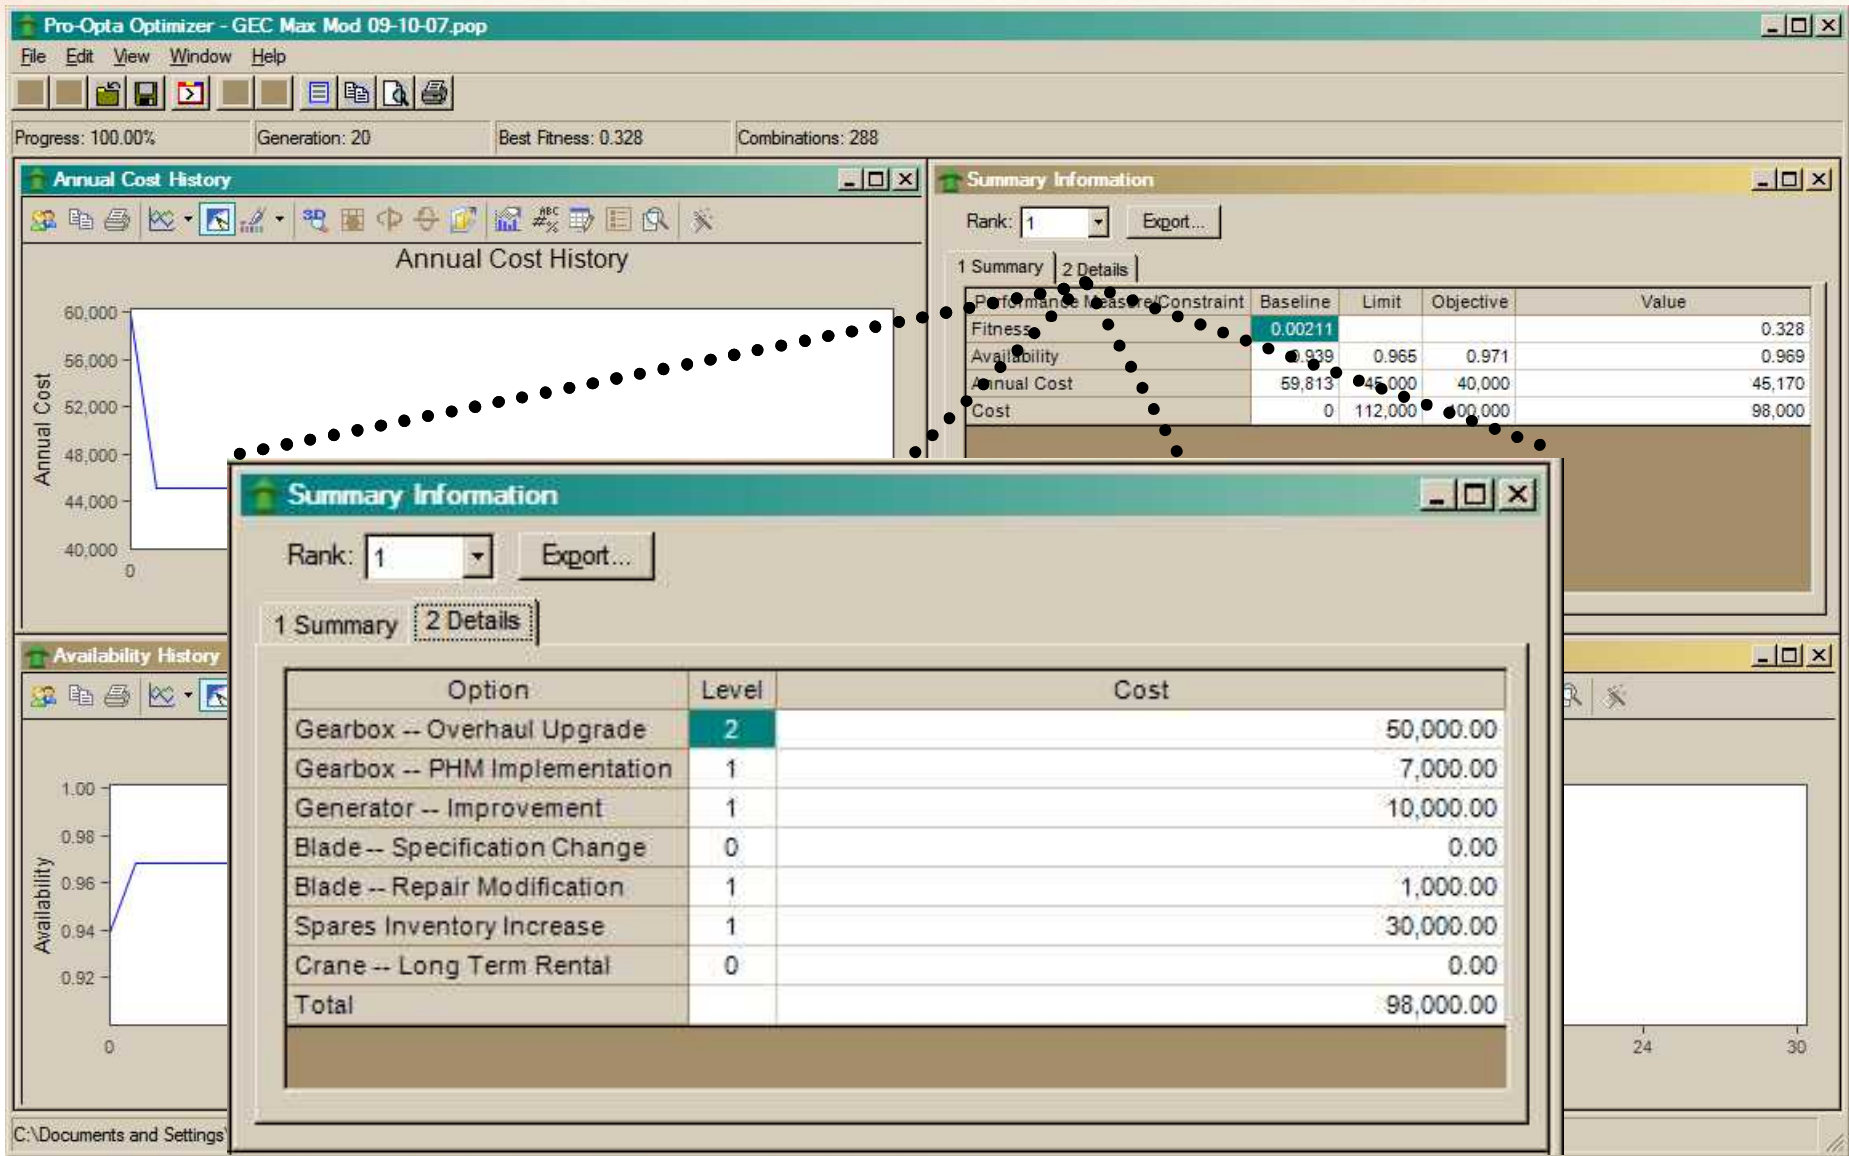 Pro-Opta Optimizer - GEC Max Mod 09-10-07.pop
File Edit View Window Help
Progress: 100.00% Generation: 20 Best Fitness: 0.328 Combinations: 288
Annual Cost History
3D
ABC
#%
Annual Cost History
60,000
56,000
52,000
48,000
44,000
40,000
Annual Cost
0
Summary Information
Rank: 1 Export...
1 Summary 2 Details
Performance Measure/Constraint Baseline Limit Objective Value
Fitness 0.00211 0.328
Availability 0.939 0.965 0.971 0.969
Annual Cost 59,813 45,000 40,000 45,170
Cost 0 112,000 100,000 98,000
Summary Information
Rank: 1 Export...
1 Summary 2 Details
Option Level Cost
Gearbox -- Overhaul Upgrade 2 50,000.00
Gearbox -- PHM Implementation 1 7,000.00
Generator -- Improvement 1 10,000.00
Blade -- Specification Change 0 0.00
Blade -- Repair Modification 1 1,000.00
Spares Inventory Increase 1 30,000.00
Crane -- Long Term Rental 0 0.00
Total 98,000.00
Availability History
1.00
0.98
0.96
0.94
0.92
Availability
0
24 30
C:\Documents and Settings\